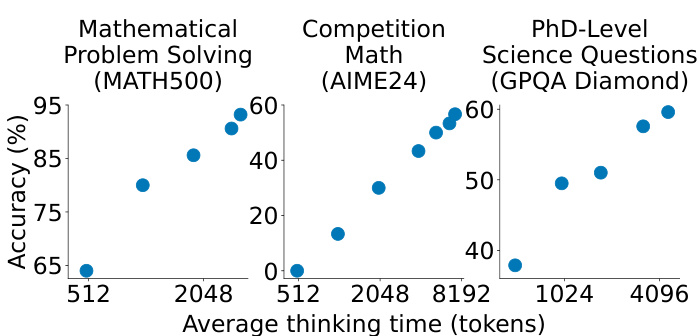 Mathematical
Problem Solving
(MATH500)
Competition
Math
(AIME24)
PhD-Level
Science Questions
(GPQA Diamond)
Accuracy (%)
95
85
75
65
512
2048
60
40
20
0
512
2048
8192
60
50
40
1024
4096
Average thinking time (tokens)